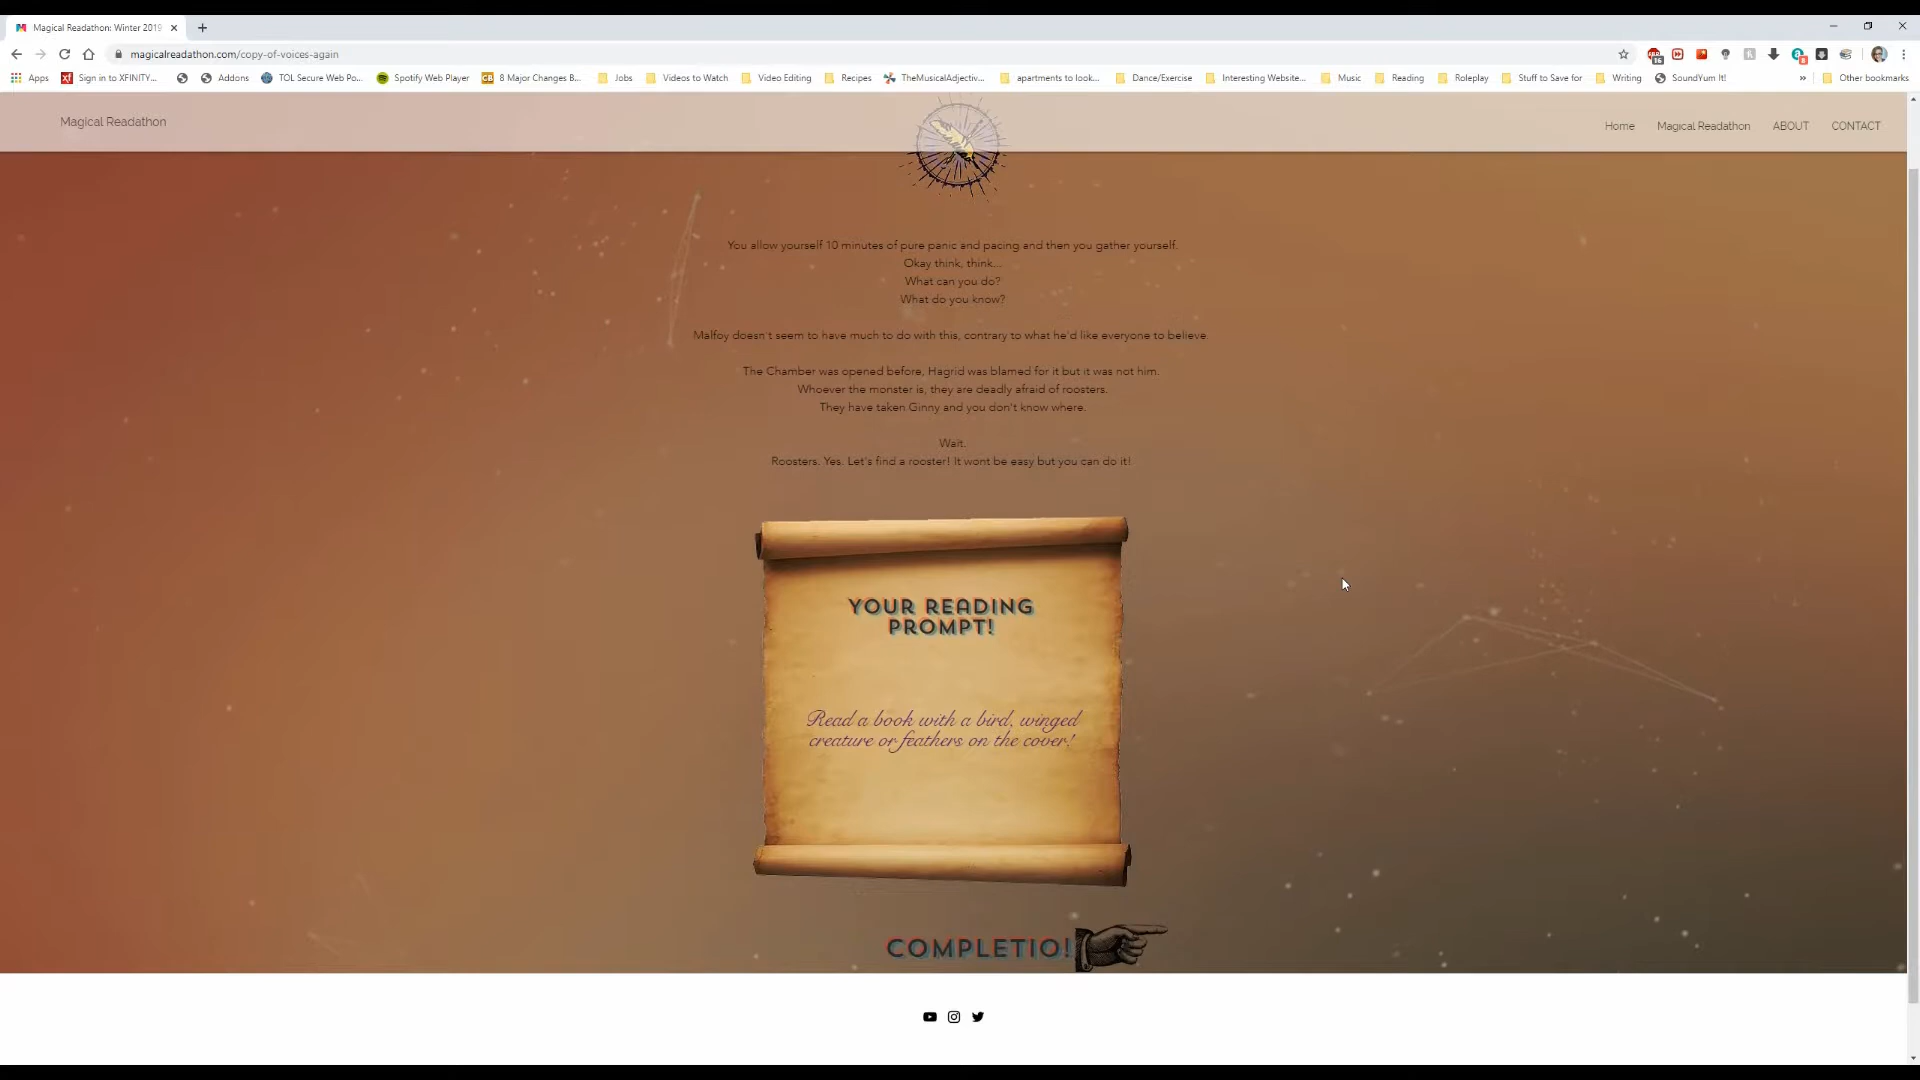 Magical Readathon: Winter 2019
magicalreadathon.com/copy-of-voices-again
16
8
Apps
Sign in to XFINITY...
Addons
TOL Secure Web Po...
Spotify Web Player
8 Major Changes B...
Jobs
Videos to Watch
Video Editing
Recipes
TheMusicalAdjectiv...
apartments to look...
Dance/Exercise
Interesting Website...
Music
Reading
Roleplay
Stuff to Save for
Writing
SoundYum It!
»
Other bookmarks
Magical Readathon
Home
Magical Readathon
ABOUT
CONTACT
You allow yourself 10 minutes of pure panic and pacing and then you gather yourself.
Okay think, think...
What can you do?
What do you know?
Malfoy doesn't seem to have much to do with this, contrary to what he'd like everyone to believe.
The Chamber was opened before, Hagrid was blamed for it but it was not him.
Whoever the monster is, they are deadly afraid of roosters.
They have taken Ginny and you don't know where.
Wait.
Roosters. Yes. Let's find a rooster! It wont be easy but you can do it!
YOUR READING
PROMPT!
Read a book with a bird, winged
creature or feathers on the cover!
COMPLETIO!